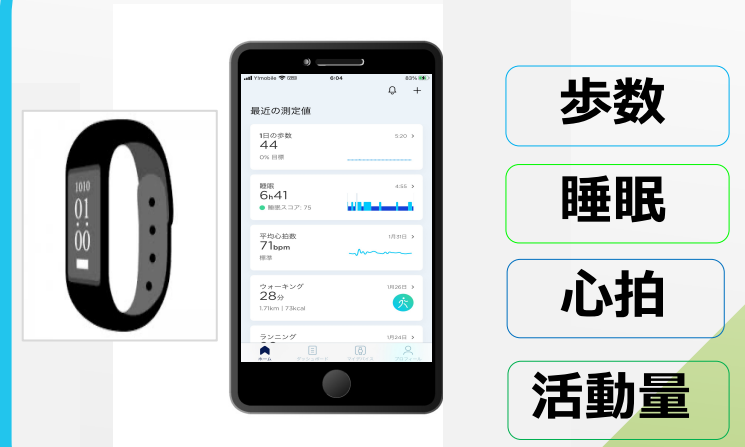 1010
01
:
00
Y!mobile
6:04
83%
最近の測定値
1日の歩数
5:20 >
44
0% 目標
睡眠
4:55 >
6h41
睡眠スコア: 75
平均心拍数
1月31日 >
71bpm
標準
ウォーキング
1月26日 >
28分
1.71km | 73kcal
ランニング
1月24日 >
ホーム
歩数
睡眠
心拍
活動量